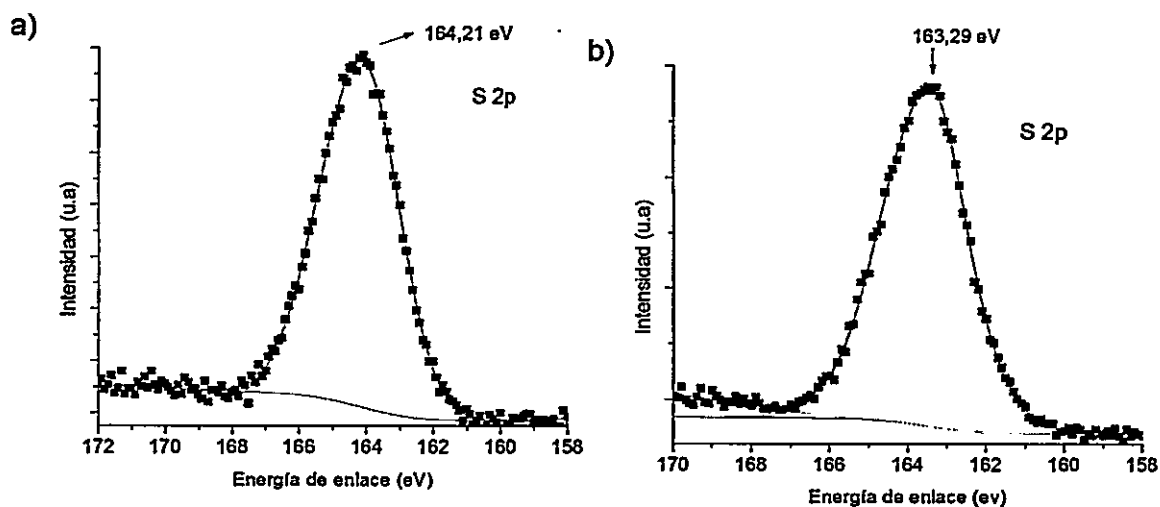 a)
164,21 eV
S 2p
Intensidad (u.a)
172 170 168 166 164 162 160 158
Energía de enlace (eV)
b)
163,29 eV
S 2p
Intensidad (u.a)
170 168 166 164 162 160 158
Energía de enlace (ev)